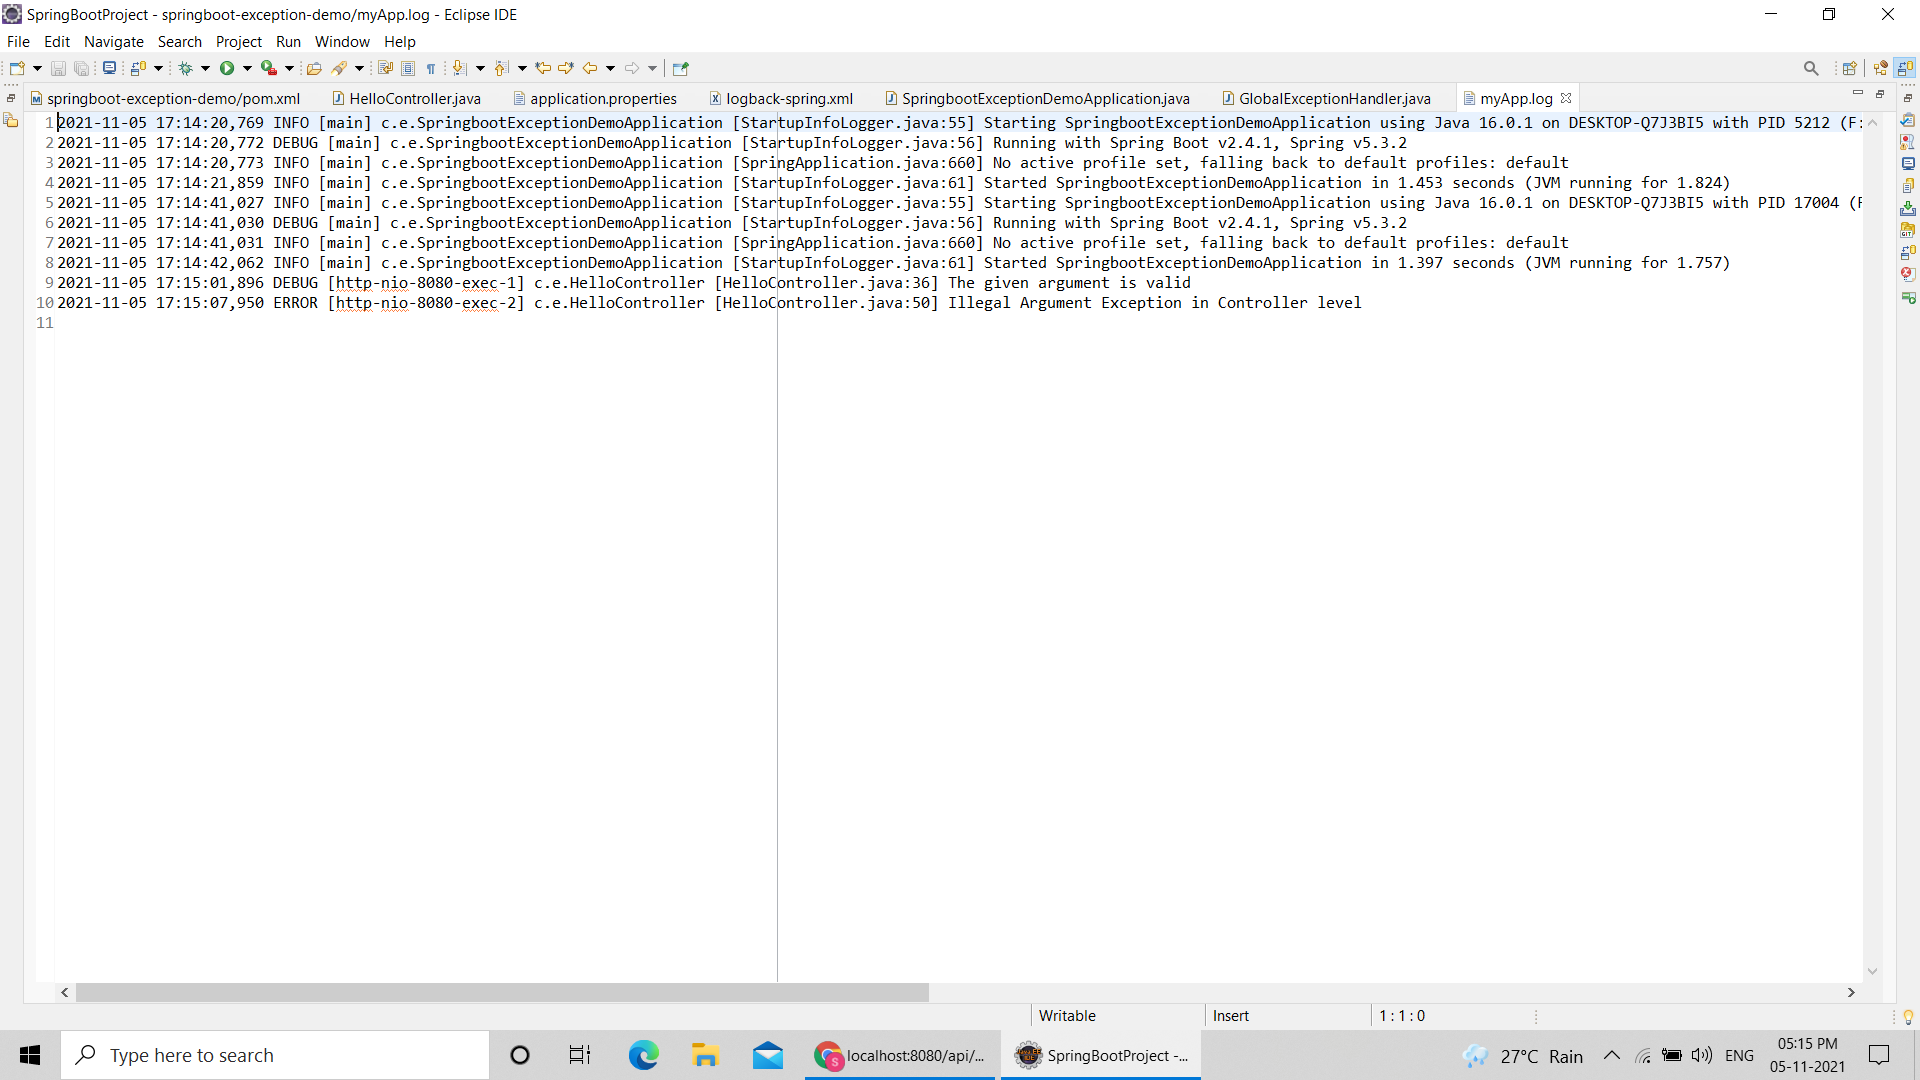 SpringBootProject - springboot-exception-demo/myApp.log - Eclipse IDE
File Edit Navigate Search Project Run Window Help
springboot-exception-demo/pom.xml HelloController.java application.properties logback-spring.xml SpringbootExceptionDemoApplication.java GlobalExceptionHandler.java myApp.log
1 2021-11-05 17:14:20,769 INFO [main] c.e.SpringbootExceptionDemoApplication [StartupInfoLogger.java:55] Starting SpringbootExceptionDemoApplication using Java 16.0.1 on DESKTOP-Q7J3BI5 with PID 5212 (F:
2 2021-11-05 17:14:20,772 DEBUG [main] c.e.SpringbootExceptionDemoApplication [StartupInfoLogger.java:56] Running with Spring Boot v2.4.1, Spring v5.3.2
3 2021-11-05 17:14:20,773 INFO [main] c.e.SpringbootExceptionDemoApplication [SpringApplication.java:660] No active profile set, falling back to default profiles: default
4 2021-11-05 17:14:21,859 INFO [main] c.e.SpringbootExceptionDemoApplication [StartupInfoLogger.java:61] Started SpringbootExceptionDemoApplication in 1.453 seconds (JVM running for 1.824)
5 2021-11-05 17:14:41,027 INFO [main] c.e.SpringbootExceptionDemoApplication [StartupInfoLogger.java:55] Starting SpringbootExceptionDemoApplication using Java 16.0.1 on DESKTOP-Q7J3BI5 with PID 17004 (F
6 2021-11-05 17:14:41,030 DEBUG [main] c.e.SpringbootExceptionDemoApplication [StartupInfoLogger.java:56] Running with Spring Boot v2.4.1, Spring v5.3.2
7 2021-11-05 17:14:41,031 INFO [main] c.e.SpringbootExceptionDemoApplication [SpringApplication.java:660] No active profile set, falling back to default profiles: default
8 2021-11-05 17:14:42,062 INFO [main] c.e.SpringbootExceptionDemoApplication [StartupInfoLogger.java:61] Started SpringbootExceptionDemoApplication in 1.397 seconds (JVM running for 1.757)
9 2021-11-05 17:15:01,896 DEBUG [http-nio-8080-exec-1] c.e.HelloController [HelloController.java:36] The given argument is valid
10 2021-11-05 17:15:07,950 ERROR [http-nio-8080-exec-2] c.e.HelloController [HelloController.java:50] Illegal Argument Exception in Controller level
11
Writable Insert 1 : 1 : 0
Type here to search
localhost:8080/api/... SpringBootProject -...
27°C Rain
ENG
05:15 PM
05-11-2021